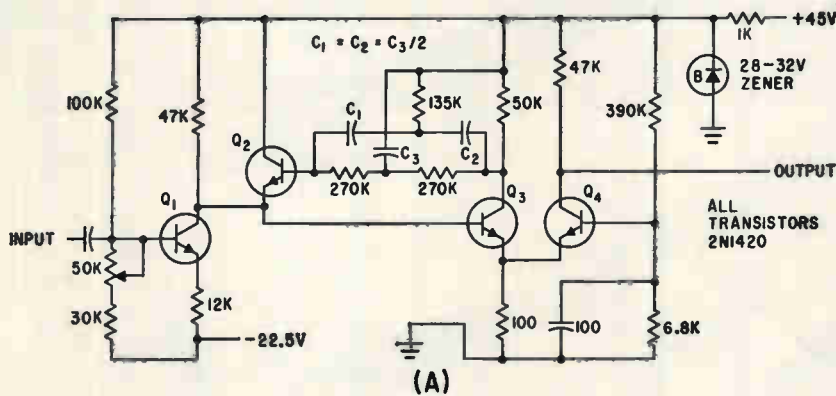 C₁ = C₂ = C₃/2
+45V
1K
28-32V
ZENER
B
100K
47K
Q₂
C₁
135K
50K
47K
390K
C₃
C₂
270K
270K
Q₁
Q₃
Q₄
OUTPUT
INPUT
50K
ALL
TRANSISTORS
2N1420
30K
12K
-22.5V
100
100
6.8K
(A)